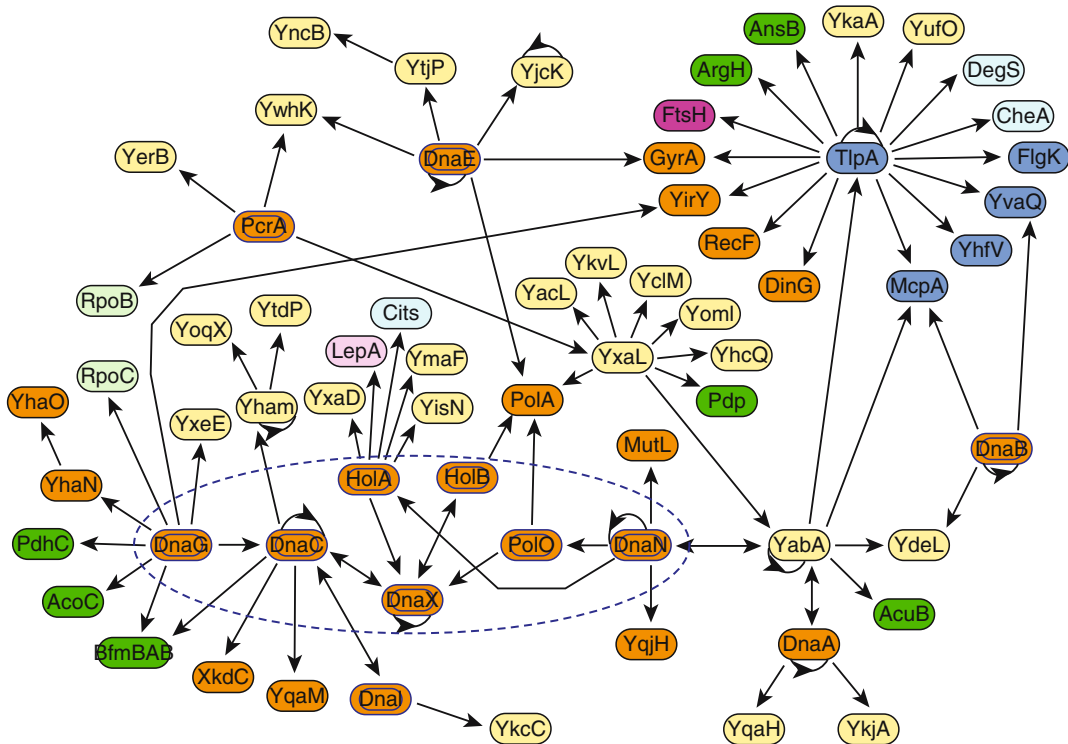 YncB
YtjP
YjcK
AnsB
YkaA
YufO
ArgH
DegS
FtsH
CheA
YwhK
YerB
DnaE
GyrA
TlpA
FlgK
YirY
YvaQ
PcrA
RecF
YhfV
RpoB
DinG
McpA
YkvL
YacL
YclM
YtdP
Cits
YomI
YoqX
LepA
YmaF
YxaL
YhcQ
RpoC
YhaO
YxeE
Yham
YxaD
YisN
PolA
Pdp
MutL
DnaB
YhaN
HolA
HolB
PdhC
DnaG
DnaC
PolO
DnaN
YabA
YdeL
AcoC
DnaX
AcuB
BfmBAB
XkdC
YqaM
DnaI
YqjH
DnaA
YkcC
YqaH
YkjA